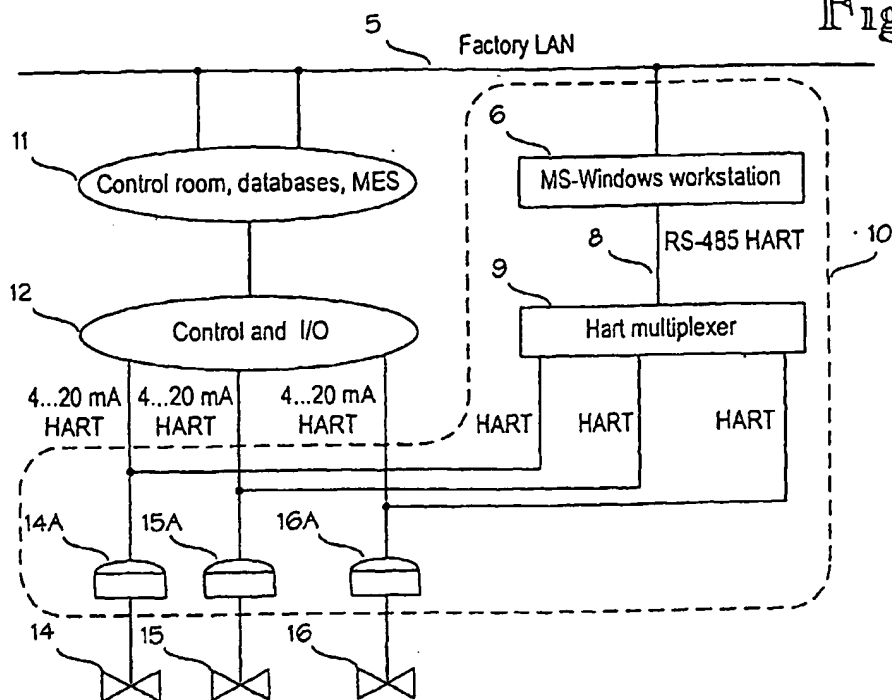 Fig
5
Factory LAN
11
Control room, databases, MES
6
MS-Windows workstation
8
RS-485 HART
10
9
Hart multiplexer
12
Control and I/O
4...20 mA
HART
4...20 mA
HART
4...20 mA
HART
HART
HART
HART
14A
15A
16A
14
15
16